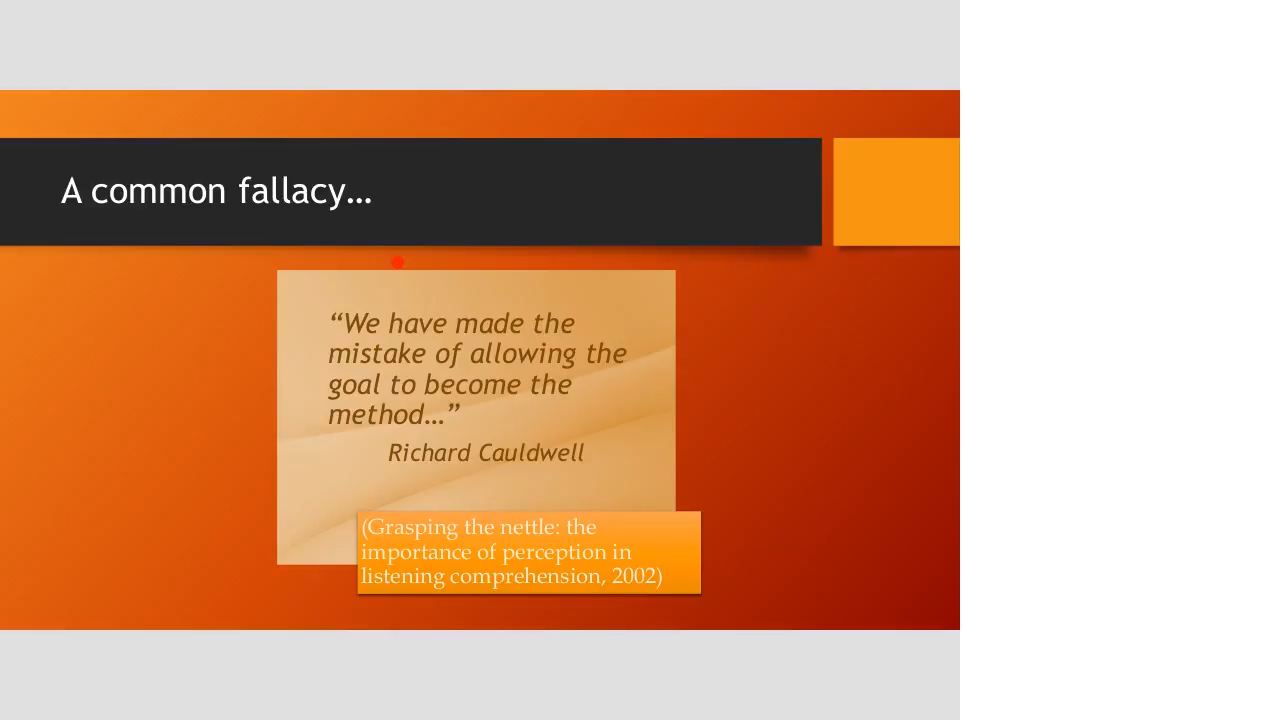 A common fallacy…
“We have made the
mistake of allowing the
goal to become the
method…”
Richard Cauldwell
(Grasping the nettle: the
importance of perception in
listening comprehension, 2002)